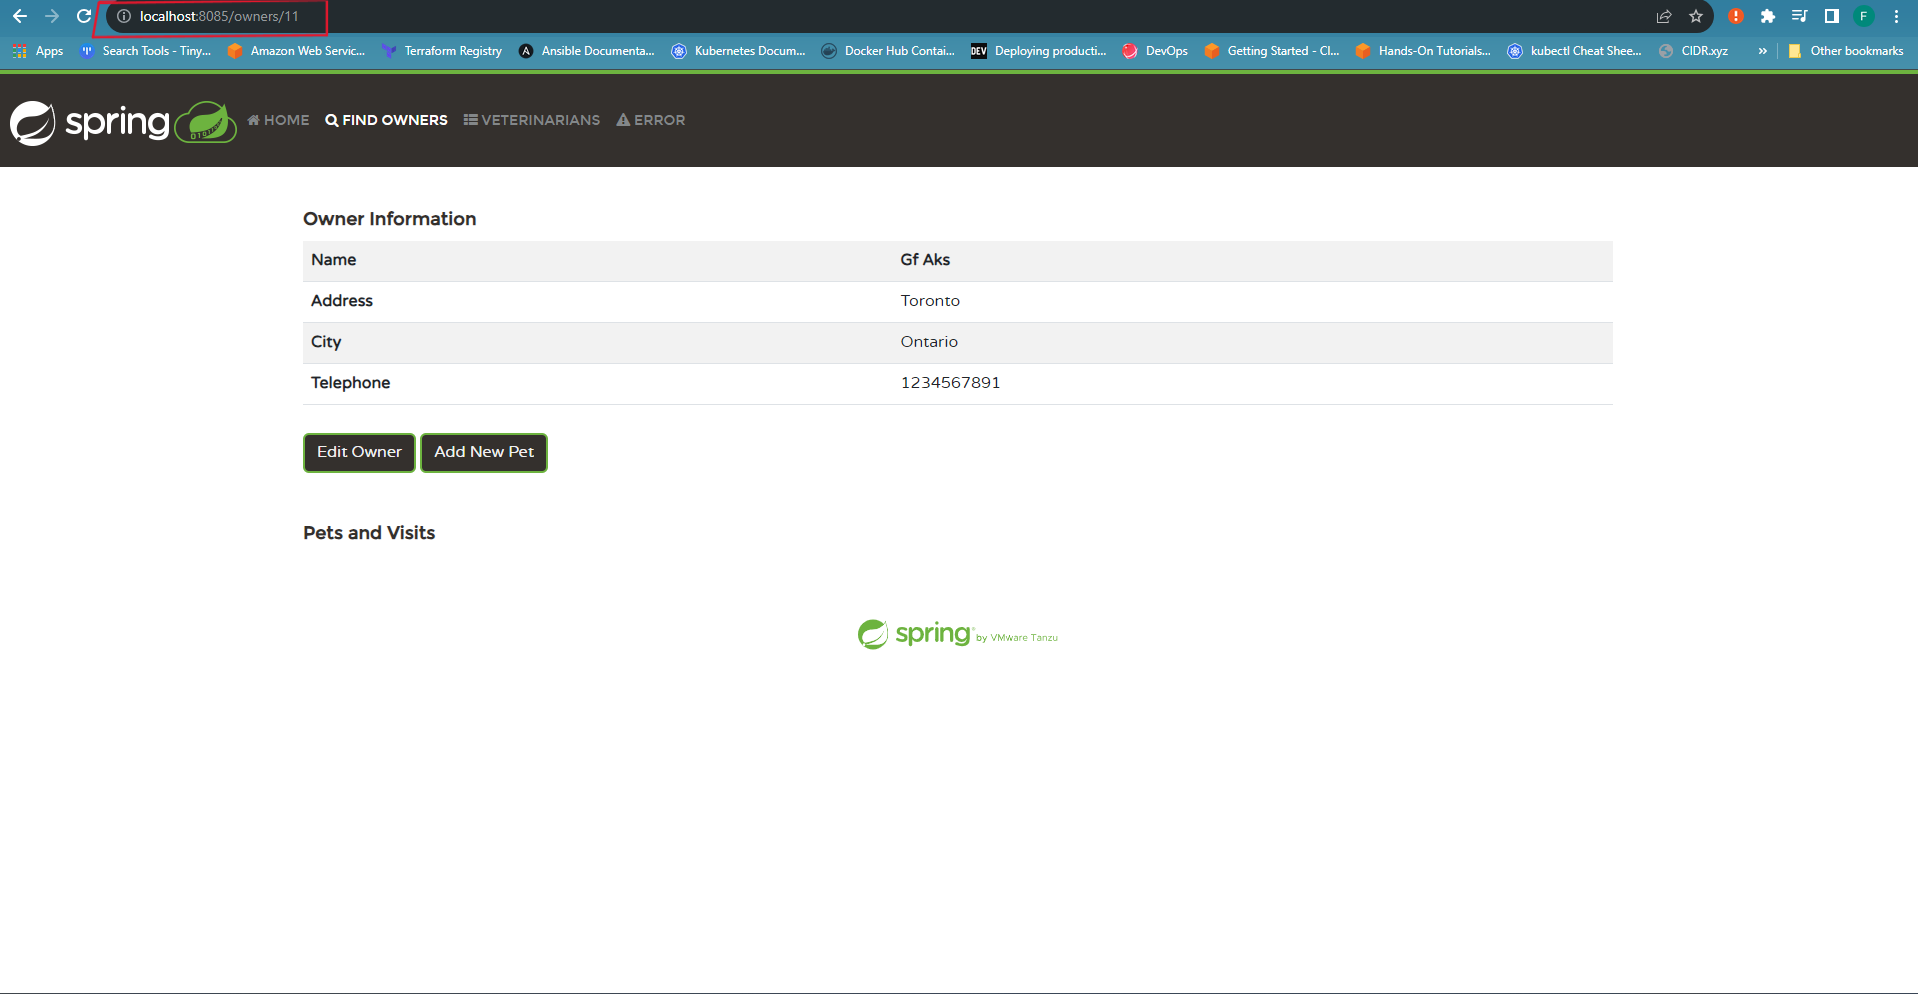 localhost:8085/owners/11
F
Apps Search Tools - Tiny... Amazon Web Servic... Terraform Registry A Ansible Documenta... Kubernetes Docum... Docker Hub Contai... DEV Deploying producti... DevOps Getting Started - Cl... Hands-On Tutorials... kubectl Cheat Shee... CIDR.xyz » Other bookmarks
spring HOME FIND OWNERS VETERINARIANS ERROR
Owner Information
Name Gf Aks
Address Toronto
City Ontario
Telephone 1234567891
Edit Owner Add New Pet
Pets and Visits
spring by VMware Tanzu